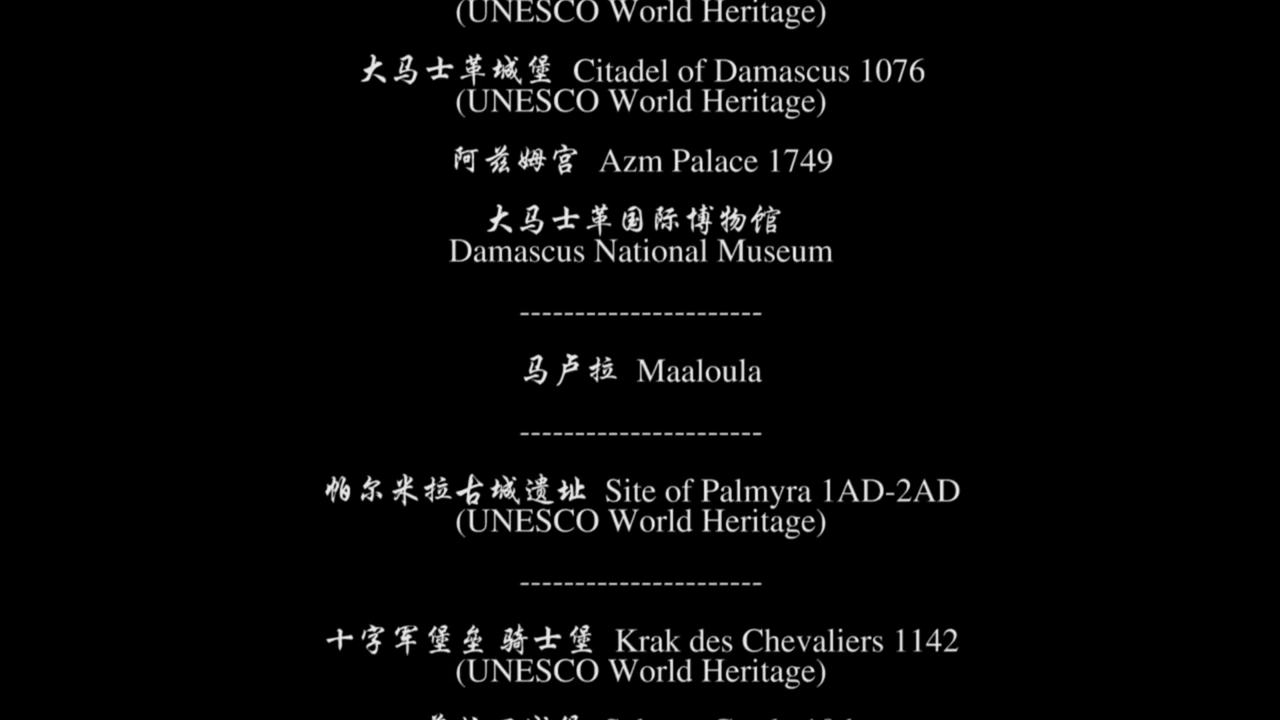 (UNESCO World Heritage)
大马士革城堡 Citadel of Damascus 1076
(UNESCO World Heritage)
阿兹姆宫 Azm Palace 1749
大马士革国际博物馆
Damascus National Museum
----------------------
马卢拉 Maaloula
----------------------
帕尔米拉古城遗址 Site of Palmyra 1AD-2AD
(UNESCO World Heritage)
----------------------
十字军堡垒 骑士堡 Krak des Chevaliers 1142
(UNESCO World Heritage)